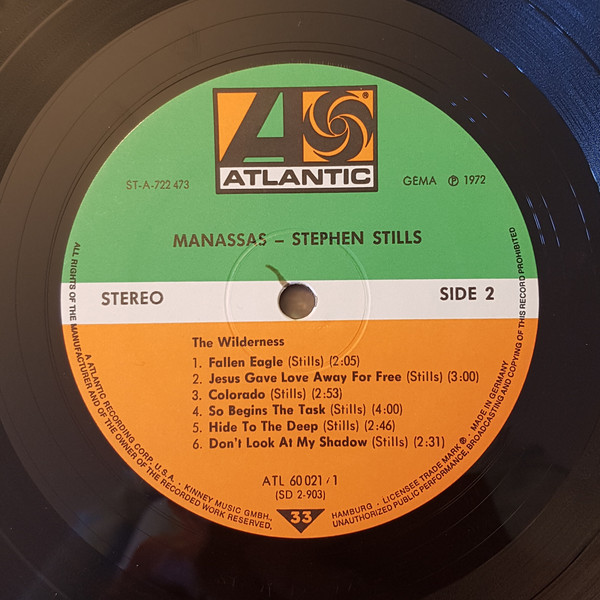 ATLANTIC
®
ST-A-722 473
GEMA ℗ 1972
MANASSAS – STEPHEN STILLS
STEREO
SIDE 2
The Wilderness
1. Fallen Eagle (Stills) (2:05)
2. Jesus Gave Love Away For Free (Stills) (3:00)
3. Colorado (Stills) (2:53)
4. So Begins The Task (Stills) (4:00)
5. Hide To The Deep (Stills) (2:46)
6. Don't Look At My Shadow (Stills) (2:31)
ATL 60 021 / 1
(SD 2-903)
33
A ATLANTIC RECORDING CORP. U.S.A. · KINNEY MUSIC GMBH, HAMBURG · LICENSEE TRADE MARK ®. MADE IN GERMANY
ALL RIGHTS OF THE MANUFACTURER AND OF THE OWNER OF THE RECORDED WORK RESERVED. UNAUTHORIZED PUBLIC PERFORMANCE, BROADCASTING AND COPYING OF THIS RECORD PROHIBITED